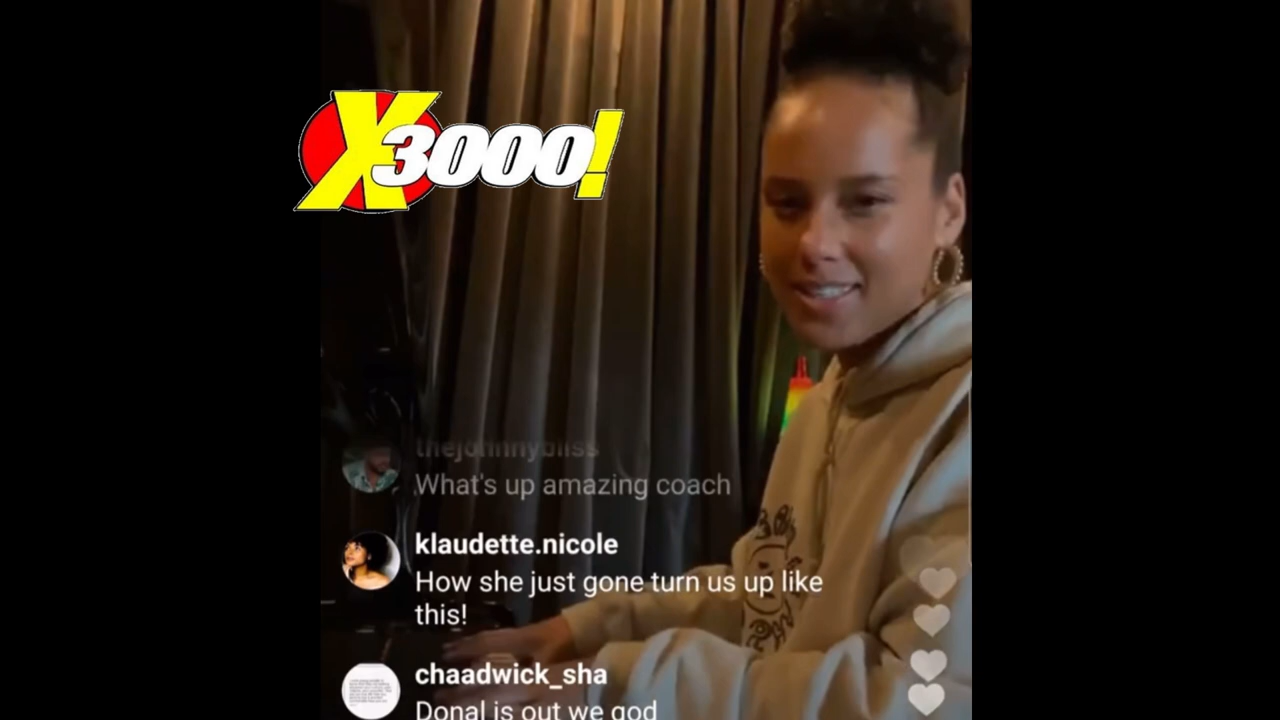 X3000!
thejohnnybliss
What's up amazing coach
klaudette.nicole
How she just gone turn us up like
this!
chaadwick_sha
Donal is out we god